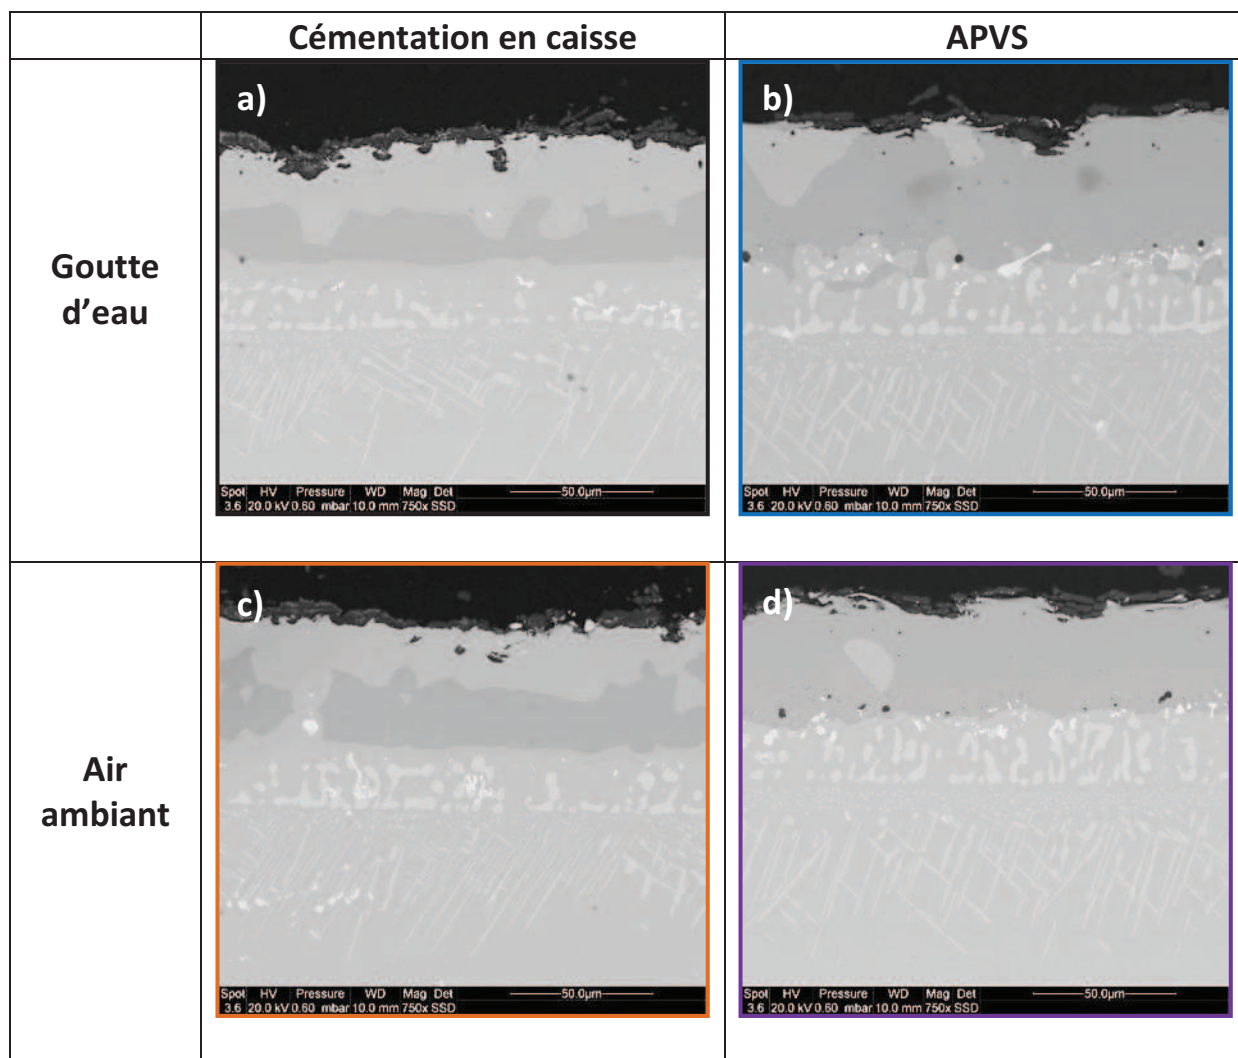 Cémentation en caisse APVS
Goutte
d’eau
a)
b)
Spot HV Pressure WD Mag Det 50.0µm
3.6 20.0 kV 0.60 mbar 10.0 mm 750x SSD
Spot HV Pressure WD Mag Det 50.0µm
3.6 20.0 kV 0.60 mbar 10.0 mm 750x SSD
Air
ambiant
c)
d)
Spot HV Pressure WD Mag Det 50.0µm
3.6 20.0 kV 0.60 mbar 10.0 mm 750x SSD
Spot HV Pressure WD Mag Det 50.0µm
3.6 20.0 kV 0.60 mbar 10.0 mm 750x SSD